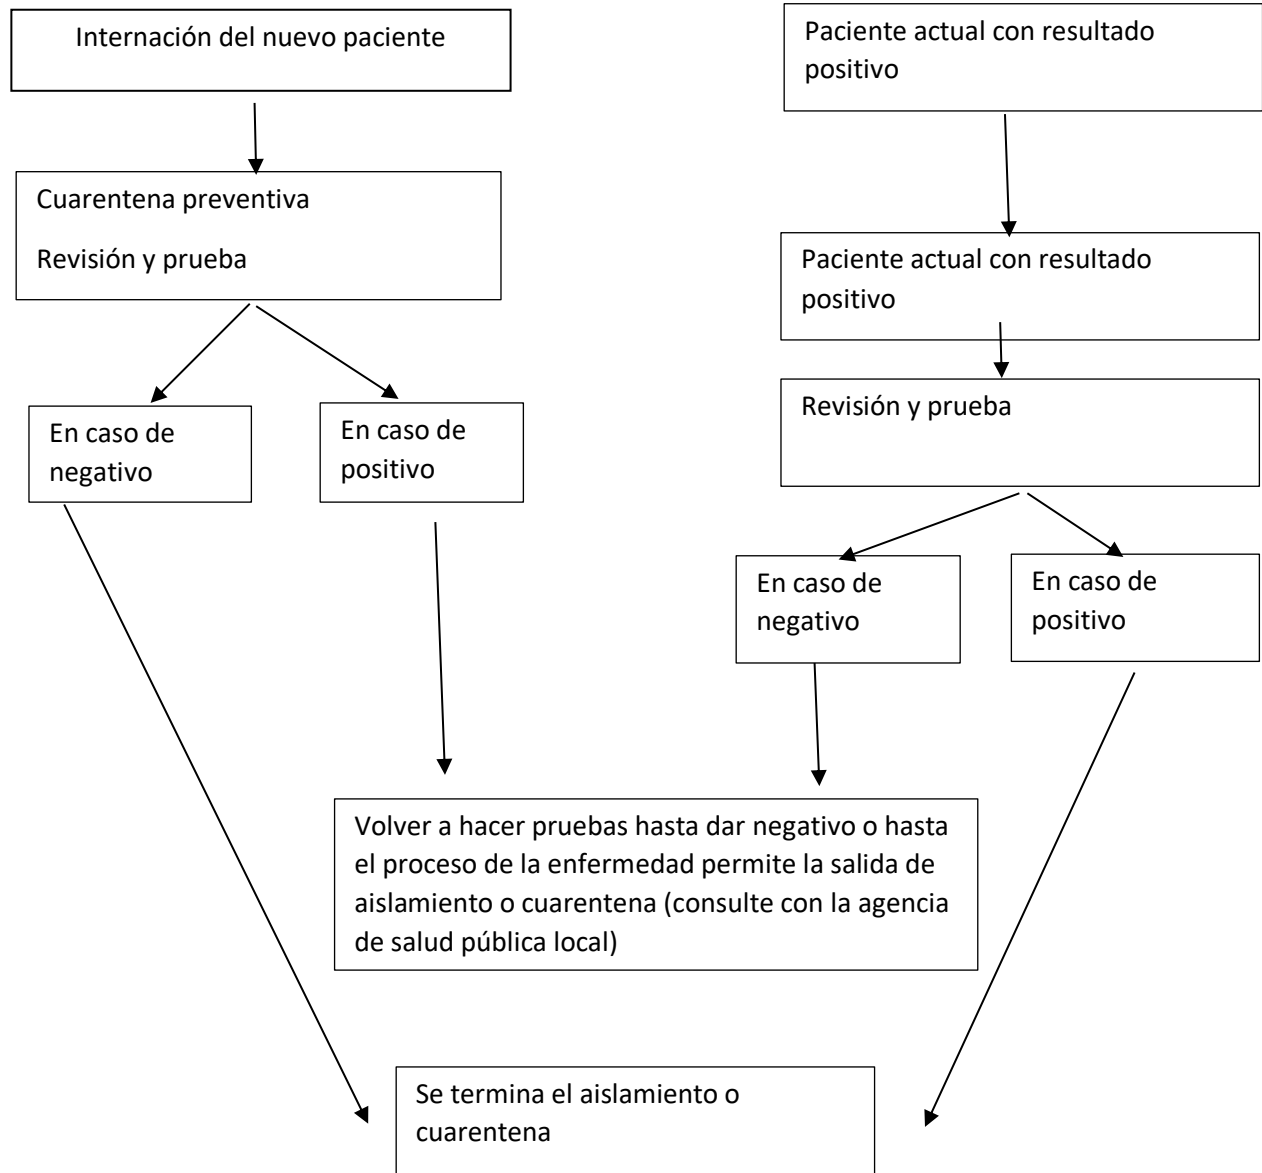 Internación del nuevo paciente
Paciente actual con resultado
positivo
Cuarentena preventiva
Revisión y prueba
Paciente actual con resultado
positivo
Revisión y prueba
En caso de
negativo
En caso de
positivo
En caso de
negativo
En caso de
positivo
Volver a hacer pruebas hasta dar negativo o hasta
el proceso de la enfermedad permite la salida de
aislamiento o cuarentena (consulte con la agencia
de salud pública local)
Se termina el aislamiento o
cuarentena